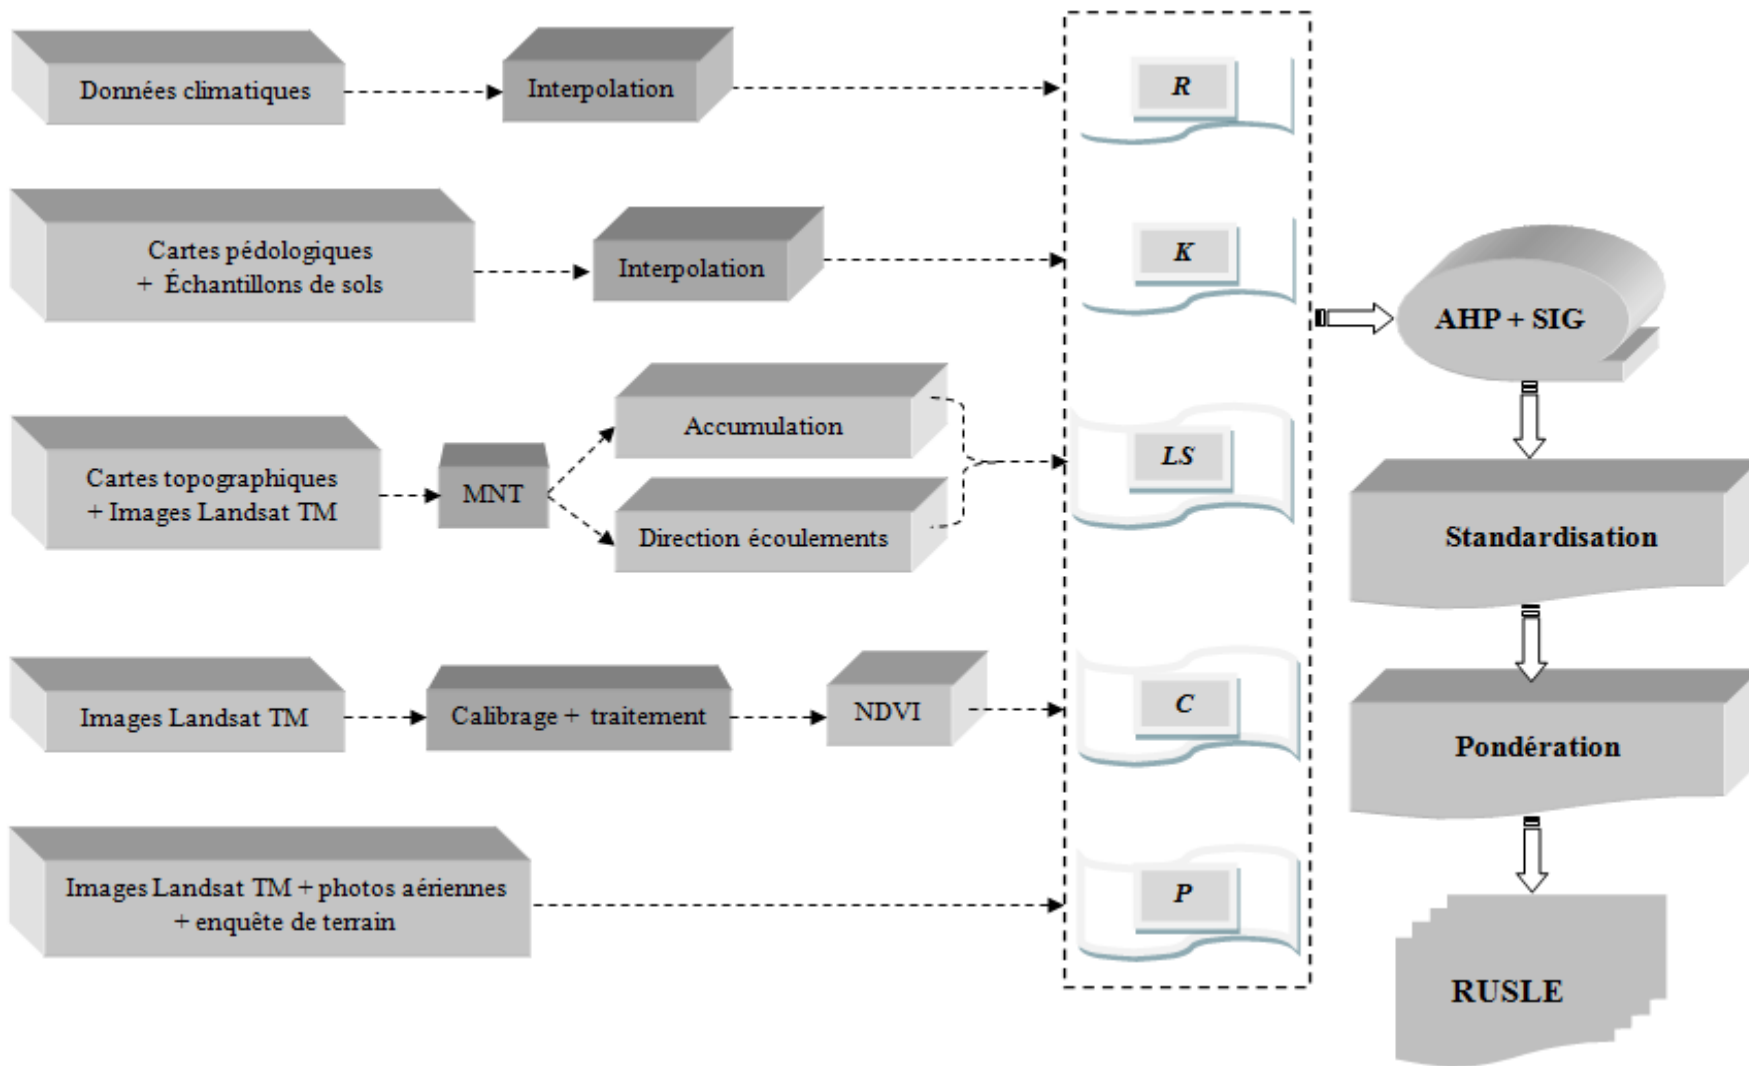 Données climatiques
Interpolation
R
Cartes pédologiques
+ Échantillons de sols
Interpolation
K
Cartes topographiques
+ Images Landsat TM
MNT
Accumulation
Direction écoulements
LS
Images Landsat TM
Calibrage + traitement
NDVI
C
Images Landsat TM + photos aériennes
+ enquête de terrain
P
AHP + SIG
Standardisation
Pondération
RUSLE